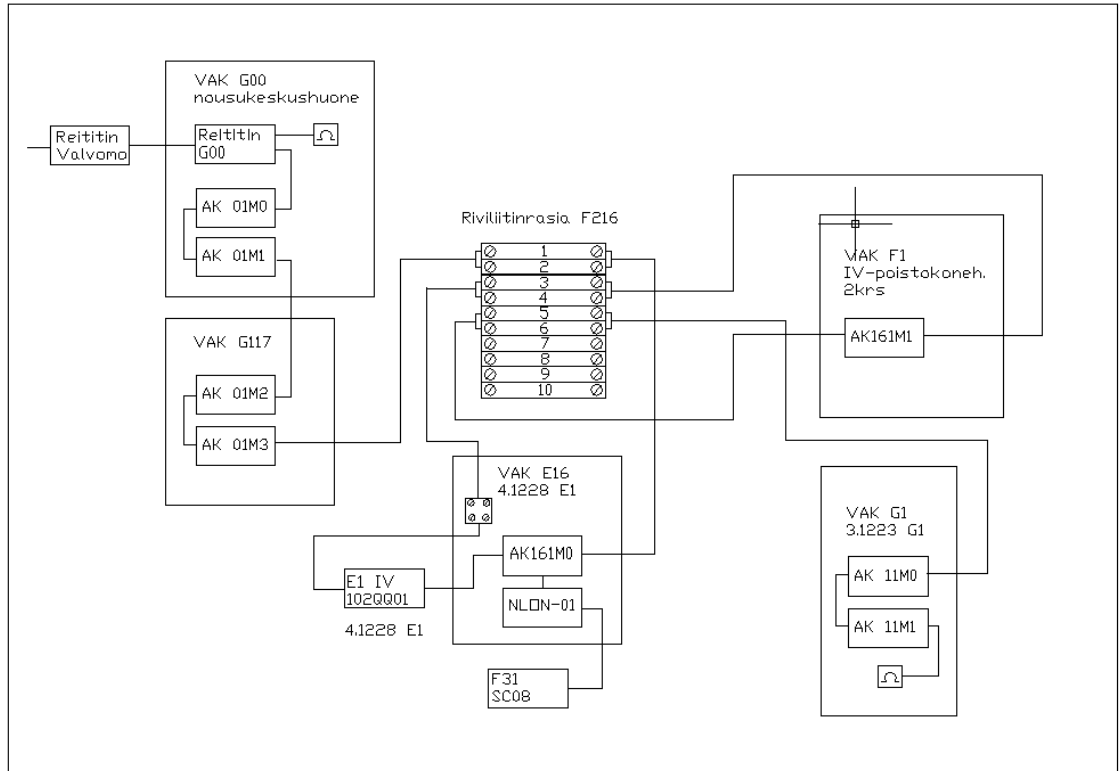 VAK G00
nousukeskushuone
Reititin
Valvomo
ReItItIn
G00
Ω
AK 01M0
AK 01M1
VAK G117
AK 01M2
AK 01M3
Riviliitinrasia F216
1
2
3
4
5
6
7
8
9
10
VAK F1
IV-poistokoneh.
2krs
AK161M1
VAK E16
4.1228 E1
AK161M0
NLON-01
E1 IV
102QQ01
4.1228 E1
F31
SC08
VAK G1
3.1223 G1
AK 11M0
AK 11M1
Ω